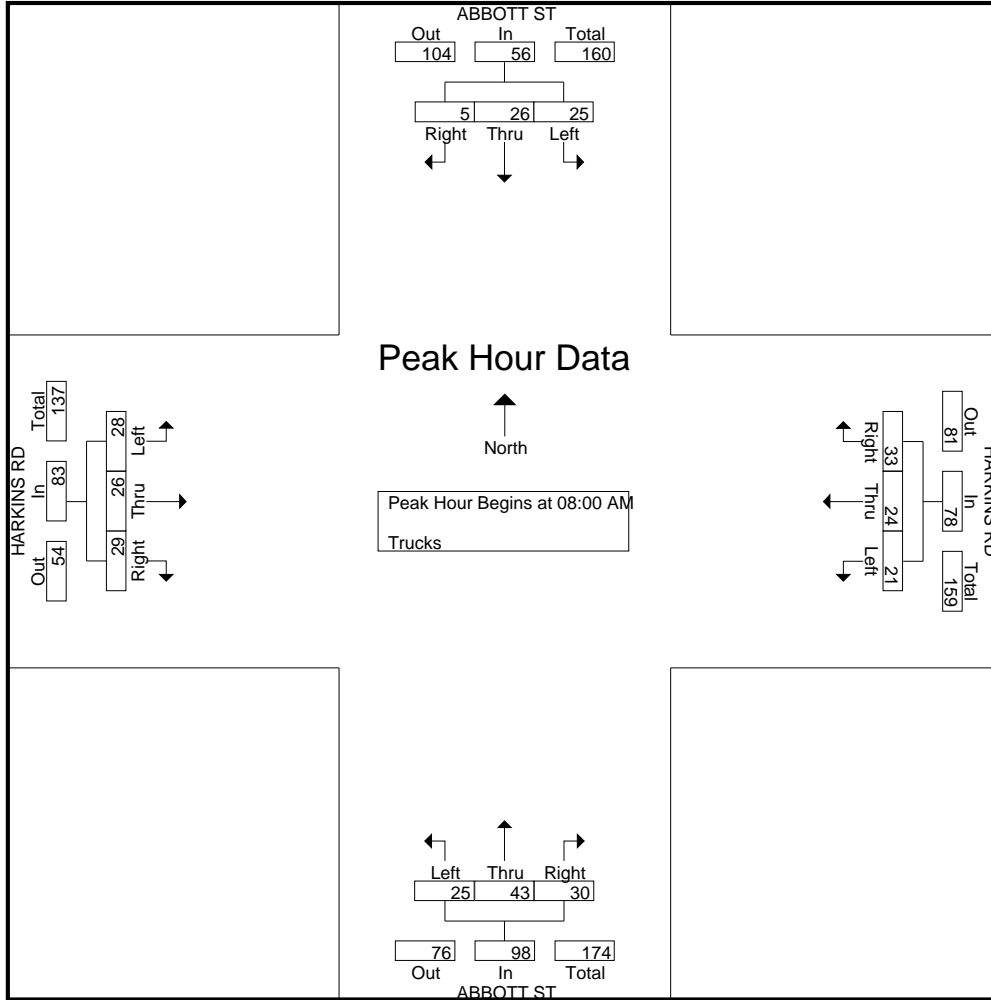 ABBOTT ST
Out In Total
104 56 160
5 26 25
Right Thru Left
Peak Hour Data
North
Peak Hour Begins at 08:00 AM
Trucks
HARKINS RD
Out In Total
54 83 137
Right Thru Left
29 26 28
HARKINS RD
Out In Total
81 78 159
Right Thru Left
33 24 21
Left Thru Right
25 43 30
76 98 174
Out In Total
ABBOTT ST